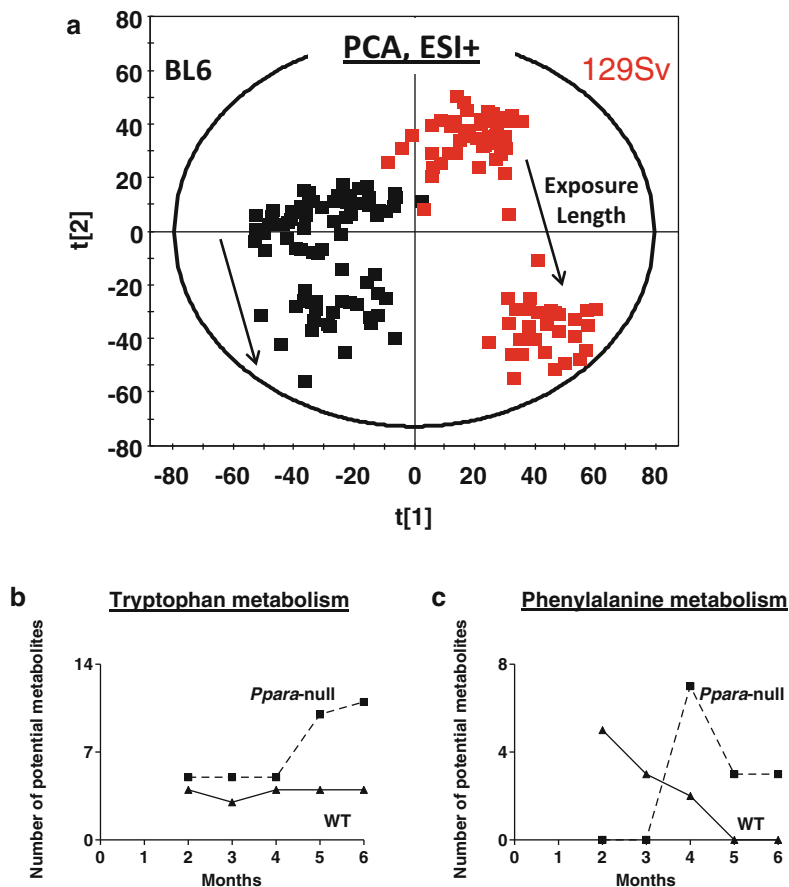 a
PCA, ESI+
BL6
129Sv
Exposure
Length
80
60
40
20
0
-20
-40
-60
-80
t[2]
-80 -60 -40 -20 0 20 40 60 80
t[1]
b
Tryptophan metabolism
Number of potential metabolites
14
7
0
Ppara-null
WT
0 1 2 3 4 5 6
Months
c
Phenylalanine metabolism
Number of potential metabolites
8
4
0
Ppara-null
WT
0 1 2 3 4 5 6
Months